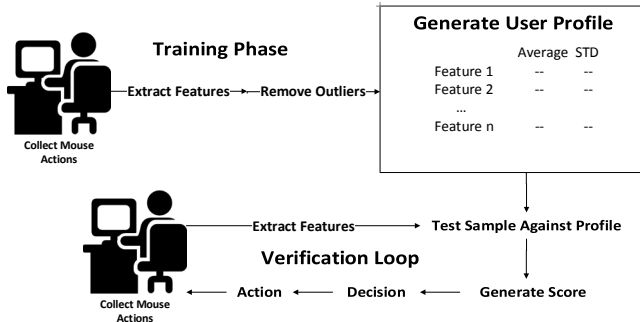 Generate User Profile
Training Phase
Average STD
Feature 1 -- --
Extract Features Remove Outliers
Feature 2 -- --
...
Feature n -- --
Collect Mouse
Actions
Extract Features
Test Sample Against Profile
Verification Loop
Action
Decision
Generate Score
Collect Mouse
Actions